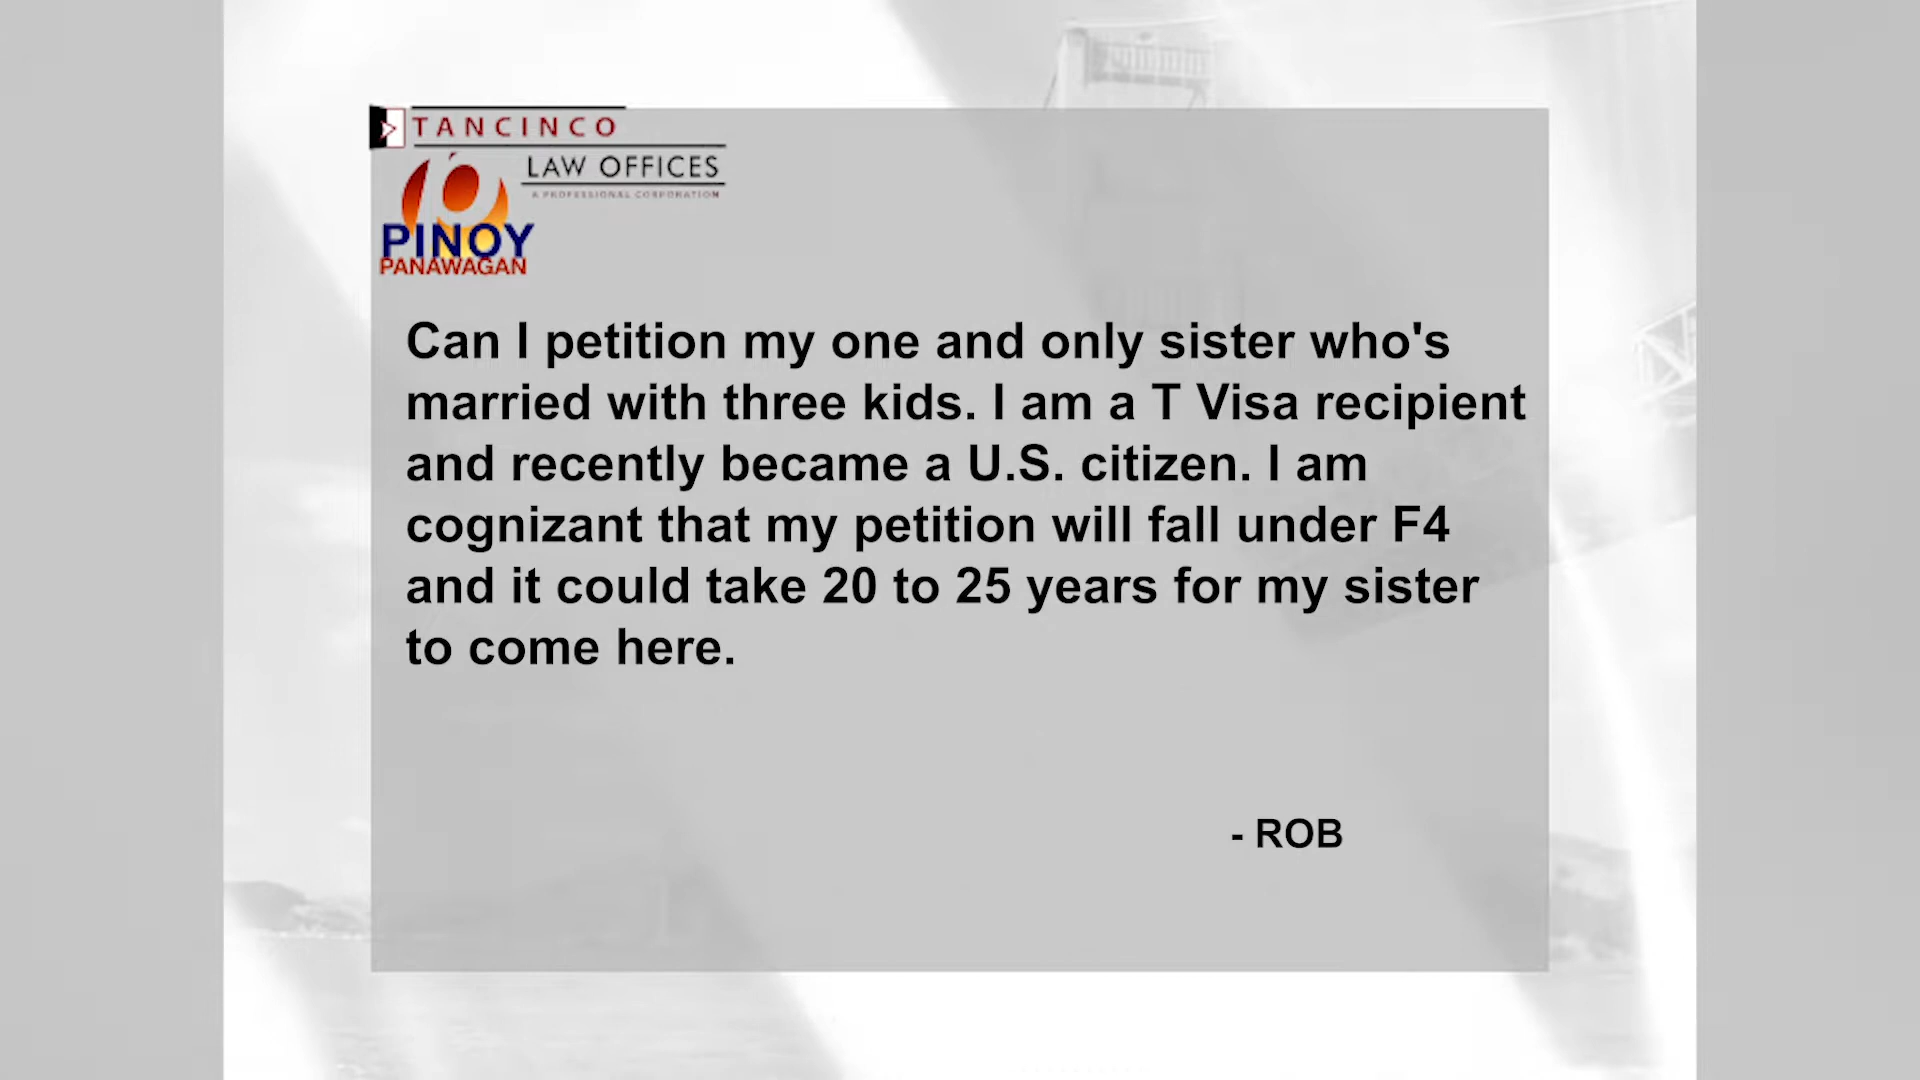 TANCINCO
LAW OFFICES
A PROFESSIONAL CORPORATION
PINOY
PANAWAGAN
Can I petition my one and only sister who's
married with three kids. I am a T Visa recipient
and recently became a U.S. citizen. I am
cognizant that my petition will fall under F4
and it could take 20 to 25 years for my sister
to come here.
- ROB